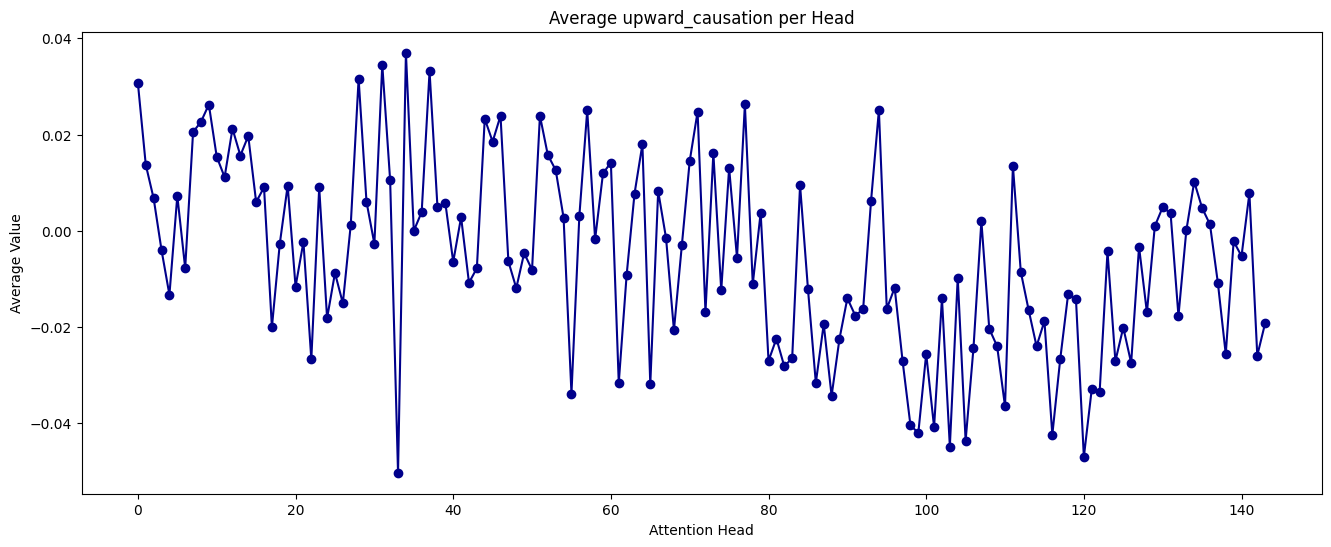 Average upward_causation per Head
0.04
0.02
0.00
−0.02
−0.04
Average Value
0 20 40 60 80 100 120 140
Attention Head